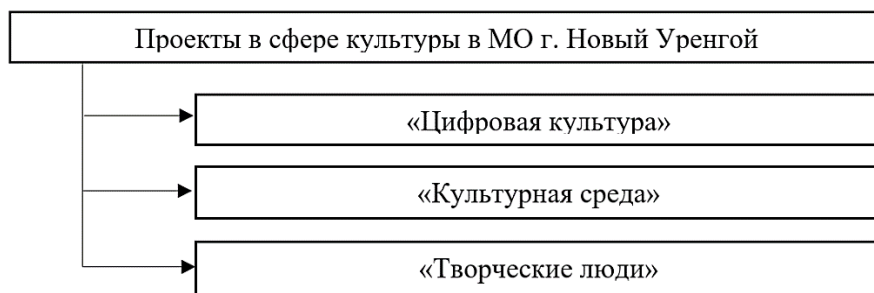 Проекты в сфере культуры в МО г. Новый Уренгой
«Цифровая культура»
«Культурная среда»
«Творческие люди»